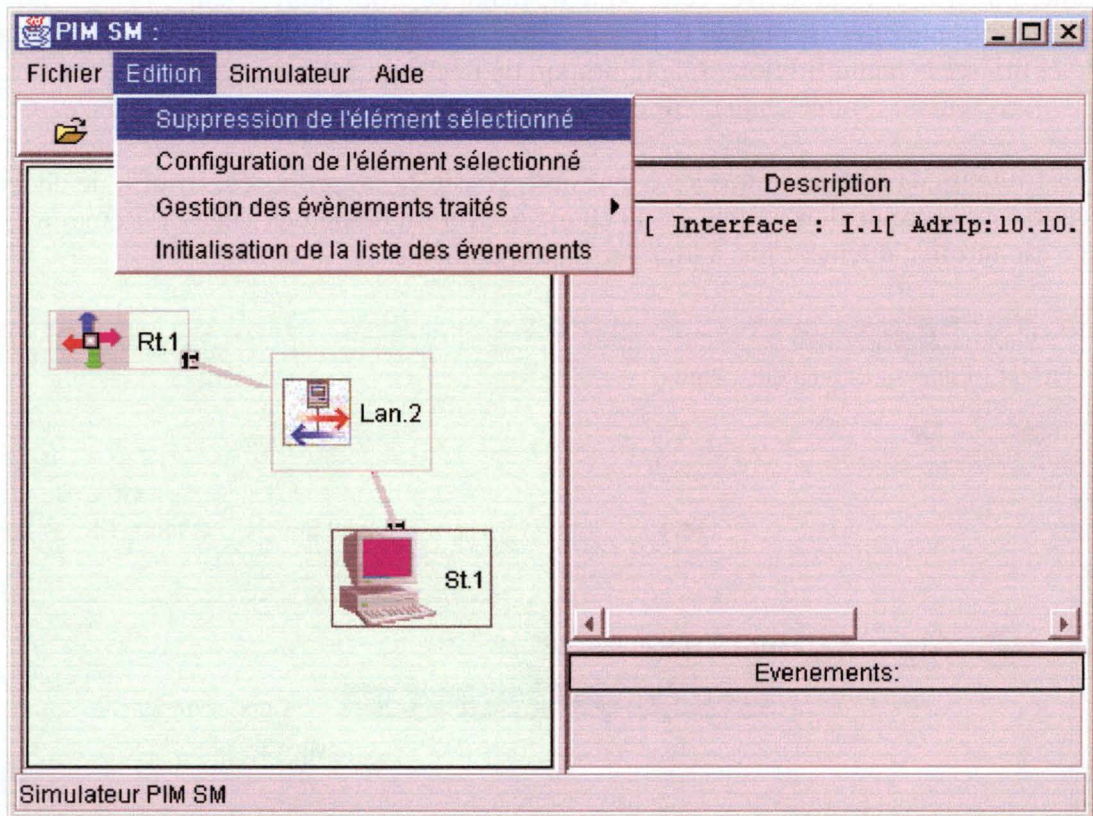 PIM SM :
Fichier Edition Simulateur Aide
Suppression de l'élément sélectionné
Configuration de l'élément sélectionné
Gestion des évènements traités
Initialisation de la liste des évenements
Description
[ Interface : I.1[ AdrIp:10.10.
Rt.1
Lan.2
St.1
Evenements:
Simulateur PIM SM